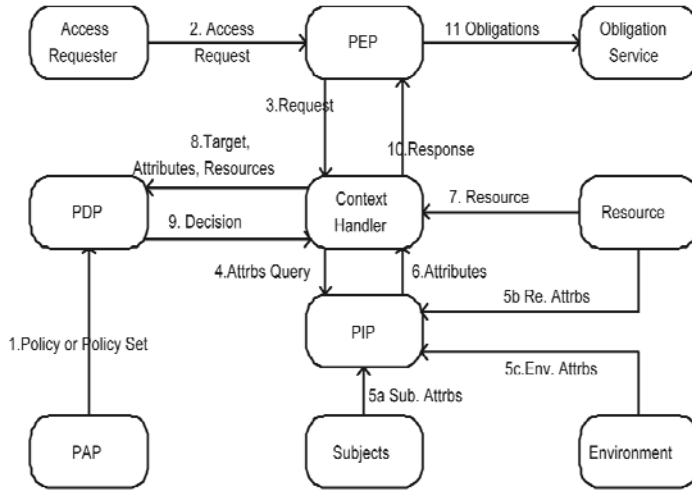 Access
Requester
2. Access
Request
PEP
11 Obligations
Obligation
Service
3.Request
10.Response
8.Target,
Attributes, Resources
PDP
9. Decision
Context
Handler
7. Resource
Resource
4.Attrbs Query
6.Attributes
5b Re. Attrbs
PIP
1.Policy or Policy Set
5c.Env. Attrbs
5a Sub. Attrbs
PAP
Subjects
Environment